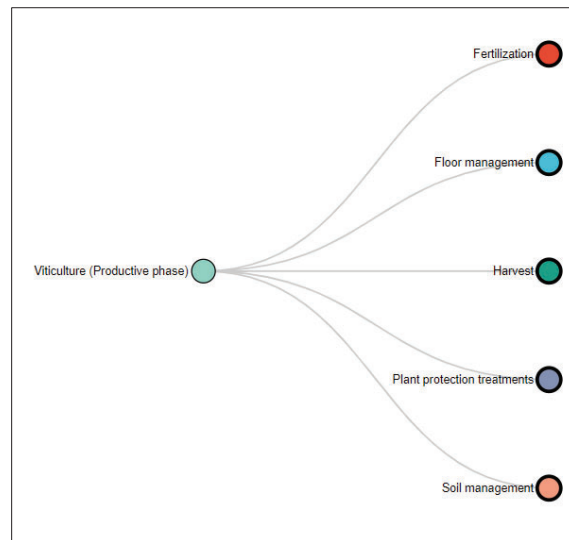 Fertilization
Floor management
Viticulture (Productive phase)
Harvest
Plant protection treatments
Soil management